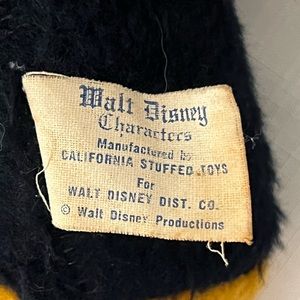 Walt Disney
Characters
Manufactured by
CALIFORNIA STUFFED TOYS
For
WALT DISNEY DIST. CO.
© Walt Disney Productions